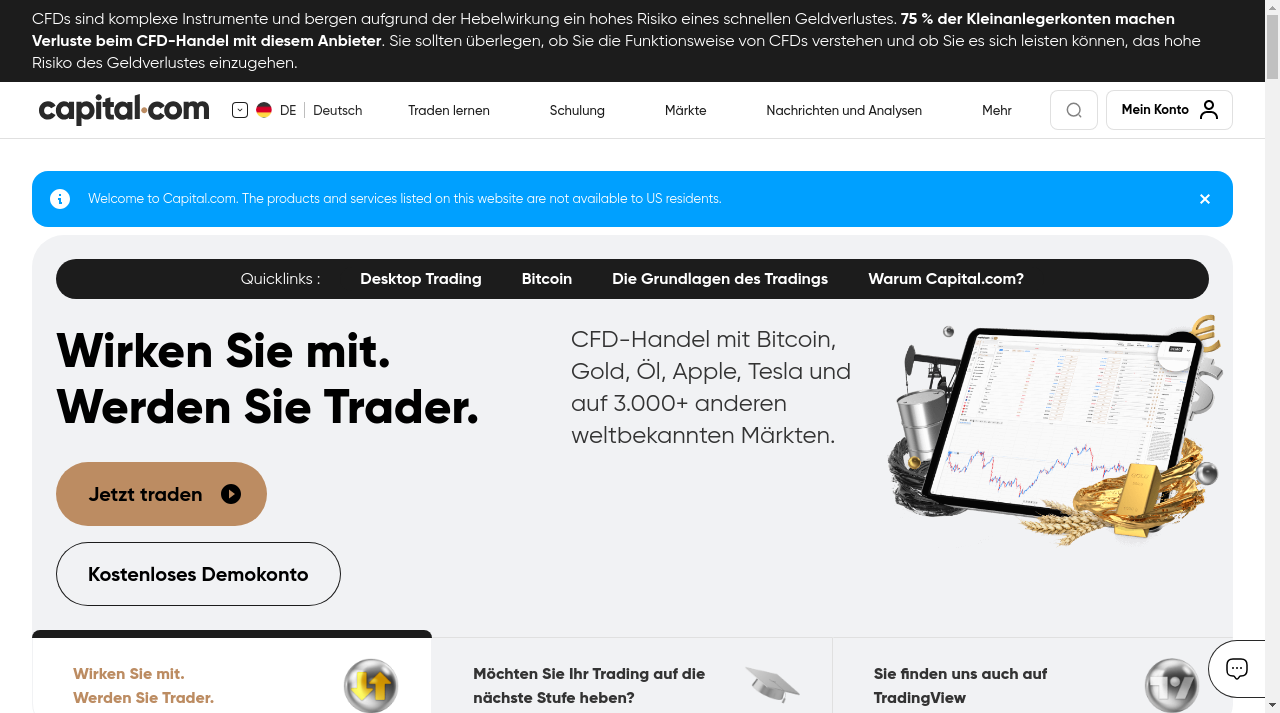 CFDs sind komplexe Instrumente und bergen aufgrund der Hebelwirkung ein hohes Risiko eines schnellen Geldverlustes. 75 % der Kleinanlegerkonten machen
Verluste beim CFD-Handel mit diesem Anbieter. Sie sollten überlegen, ob Sie die Funktionsweise von CFDs verstehen und ob Sie es sich leisten können, das hohe
Risiko des Geldverlustes einzugehen.
capital.com DE Deutsch Traden lernen Schulung Märkte Nachrichten und Analysen Mehr Mein Konto
Welcome to Capital.com. The products and services listed on this website are not available to US residents.
Quicklinks : Desktop Trading Bitcoin Die Grundlagen des Tradings Warum Capital.com?
Wirken Sie mit.
Werden Sie Trader.
CFD-Handel mit Bitcoin,
Gold, Öl, Apple, Tesla und
auf 3.000+ anderen
weltbekannten Märkten.
Jetzt traden
Kostenloses Demokonto
Wirken Sie mit.
Werden Sie Trader.
Möchten Sie Ihr Trading auf die
nächste Stufe heben?
Sie finden uns auch auf
TradingView